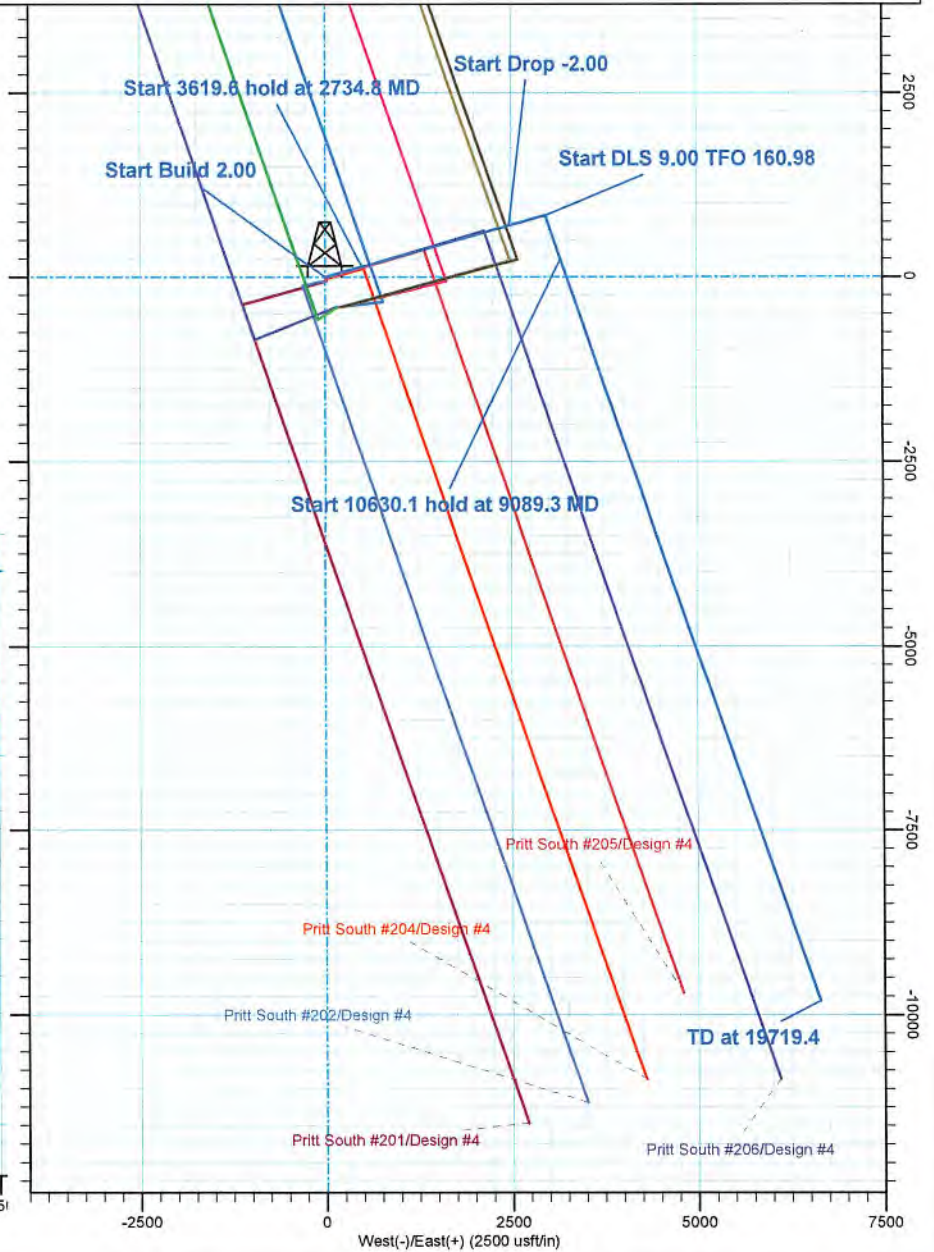 Start Drop -2.00
Start 3619.6 hold at 2734.8 MD
Start DLS 9.00 TFO 160.98
Start Build 2.00
Start 10630.1 hold at 9089.3 MD
Pritt South #205/Design #4
Pritt South #204/Design #4
Pritt South #202/Design #4
TD at 19719.4
Pritt South #201/Design #4
Pritt South #206/Design #4
2500
0
-2500
-5000
-7500
-10000
-2500
0
2500
5000
7500
West(-)/East(+) (2500 usft/in)